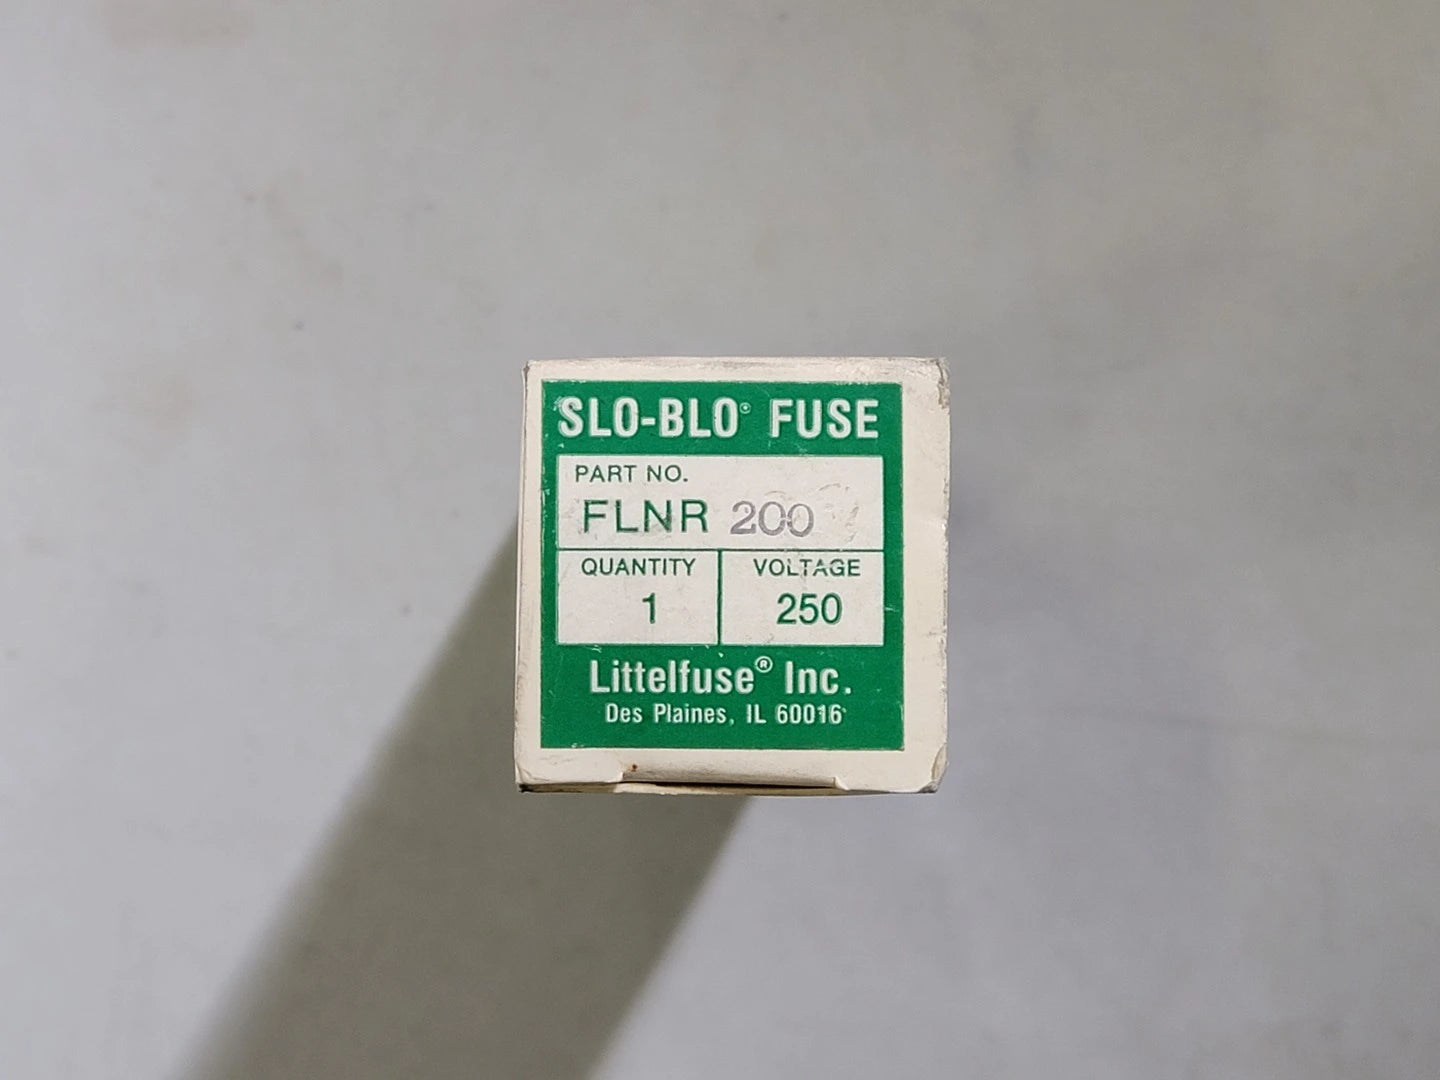 SLO-BLO® FUSE
PART NO.
FLNR 200
QUANTITY VOLTAGE
1 250
Littelfuse® Inc.
Des Plaines, IL 60016